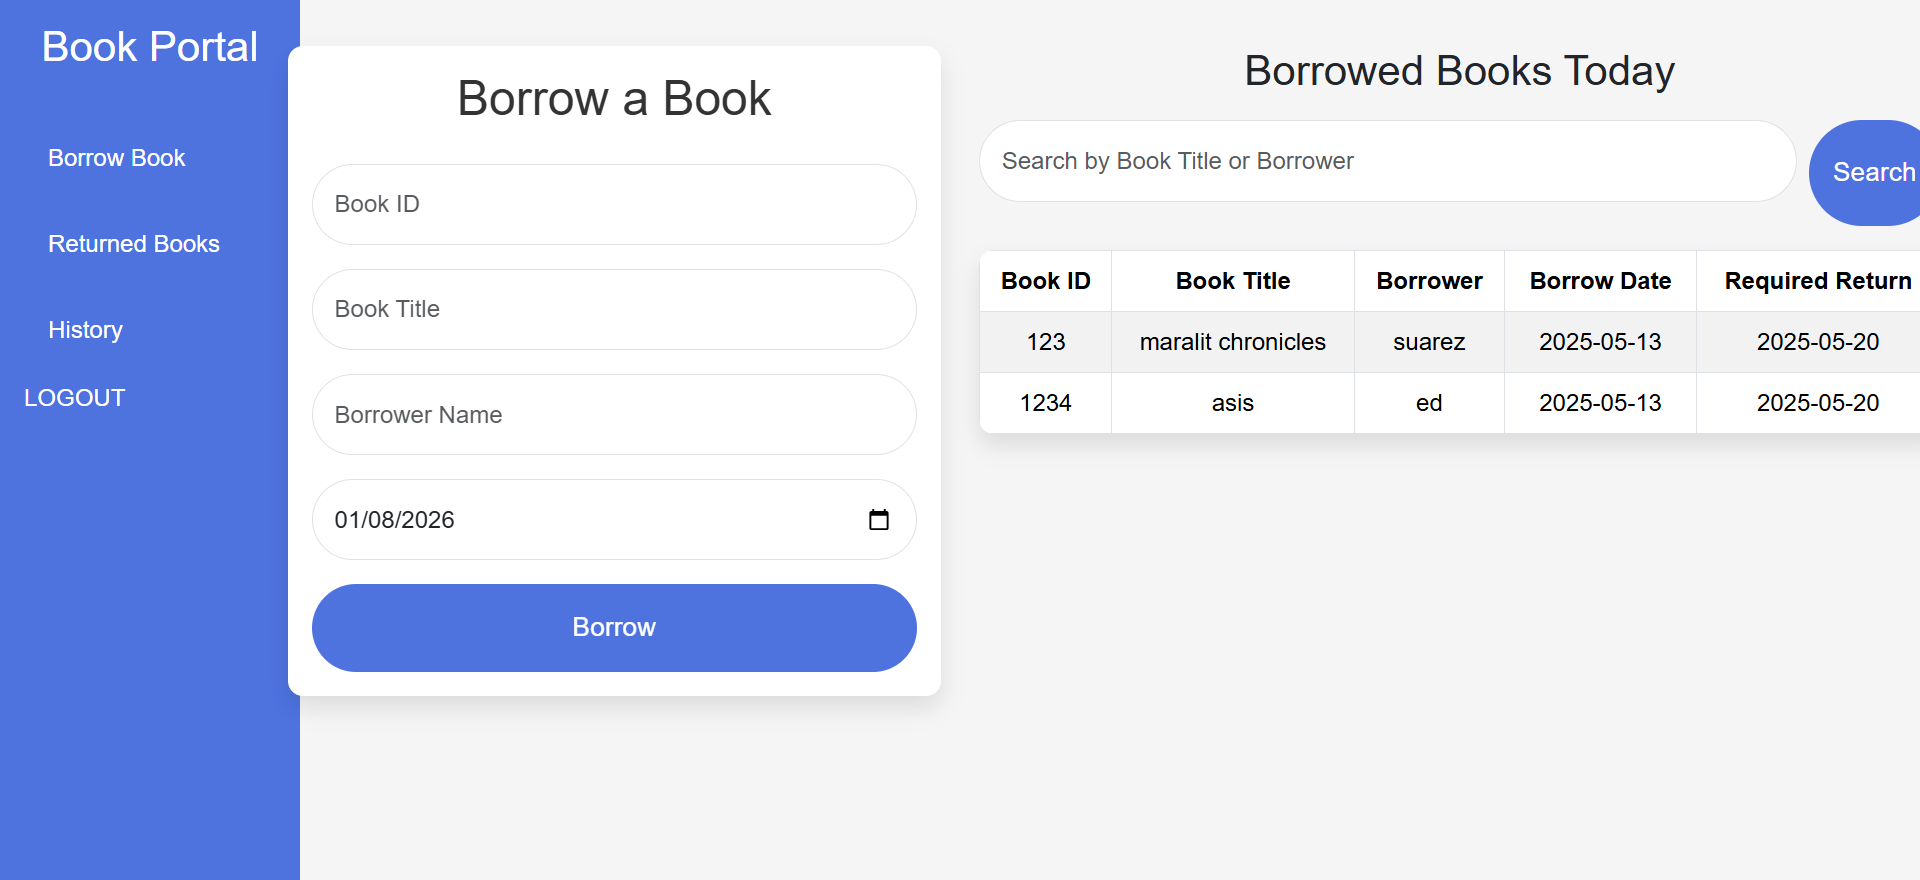 Book Portal
Borrow Book
Returned Books
History
LOGOUT
Borrow a Book
Book ID
Book Title
Borrower Name
01/08/2026
Borrow
Borrowed Books Today
Search by Book Title or Borrower
Search
Book ID Book Title Borrower Borrow Date Required Return
123 maralit chronicles suarez 2025-05-13 2025-05-20
1234 asis ed 2025-05-13 2025-05-20